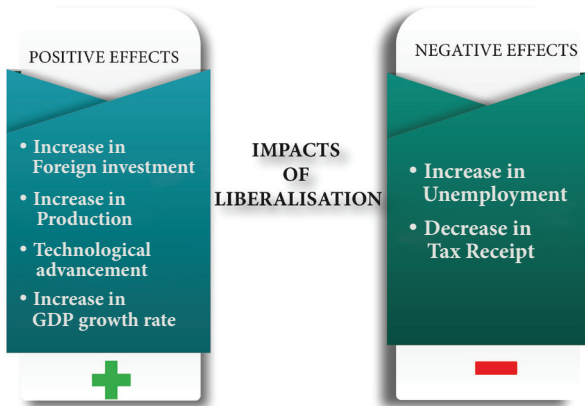 POSITIVE EFFECTS
• Increase in
Foreign investment
• Increase in
Production
• Technological
advancement
• Increase in
GDP growth rate
IMPACTS
OF
LIBERALISATION
NEGATIVE EFFECTS
• Increase in
Unemployment
• Decrease in
Tax Receipt